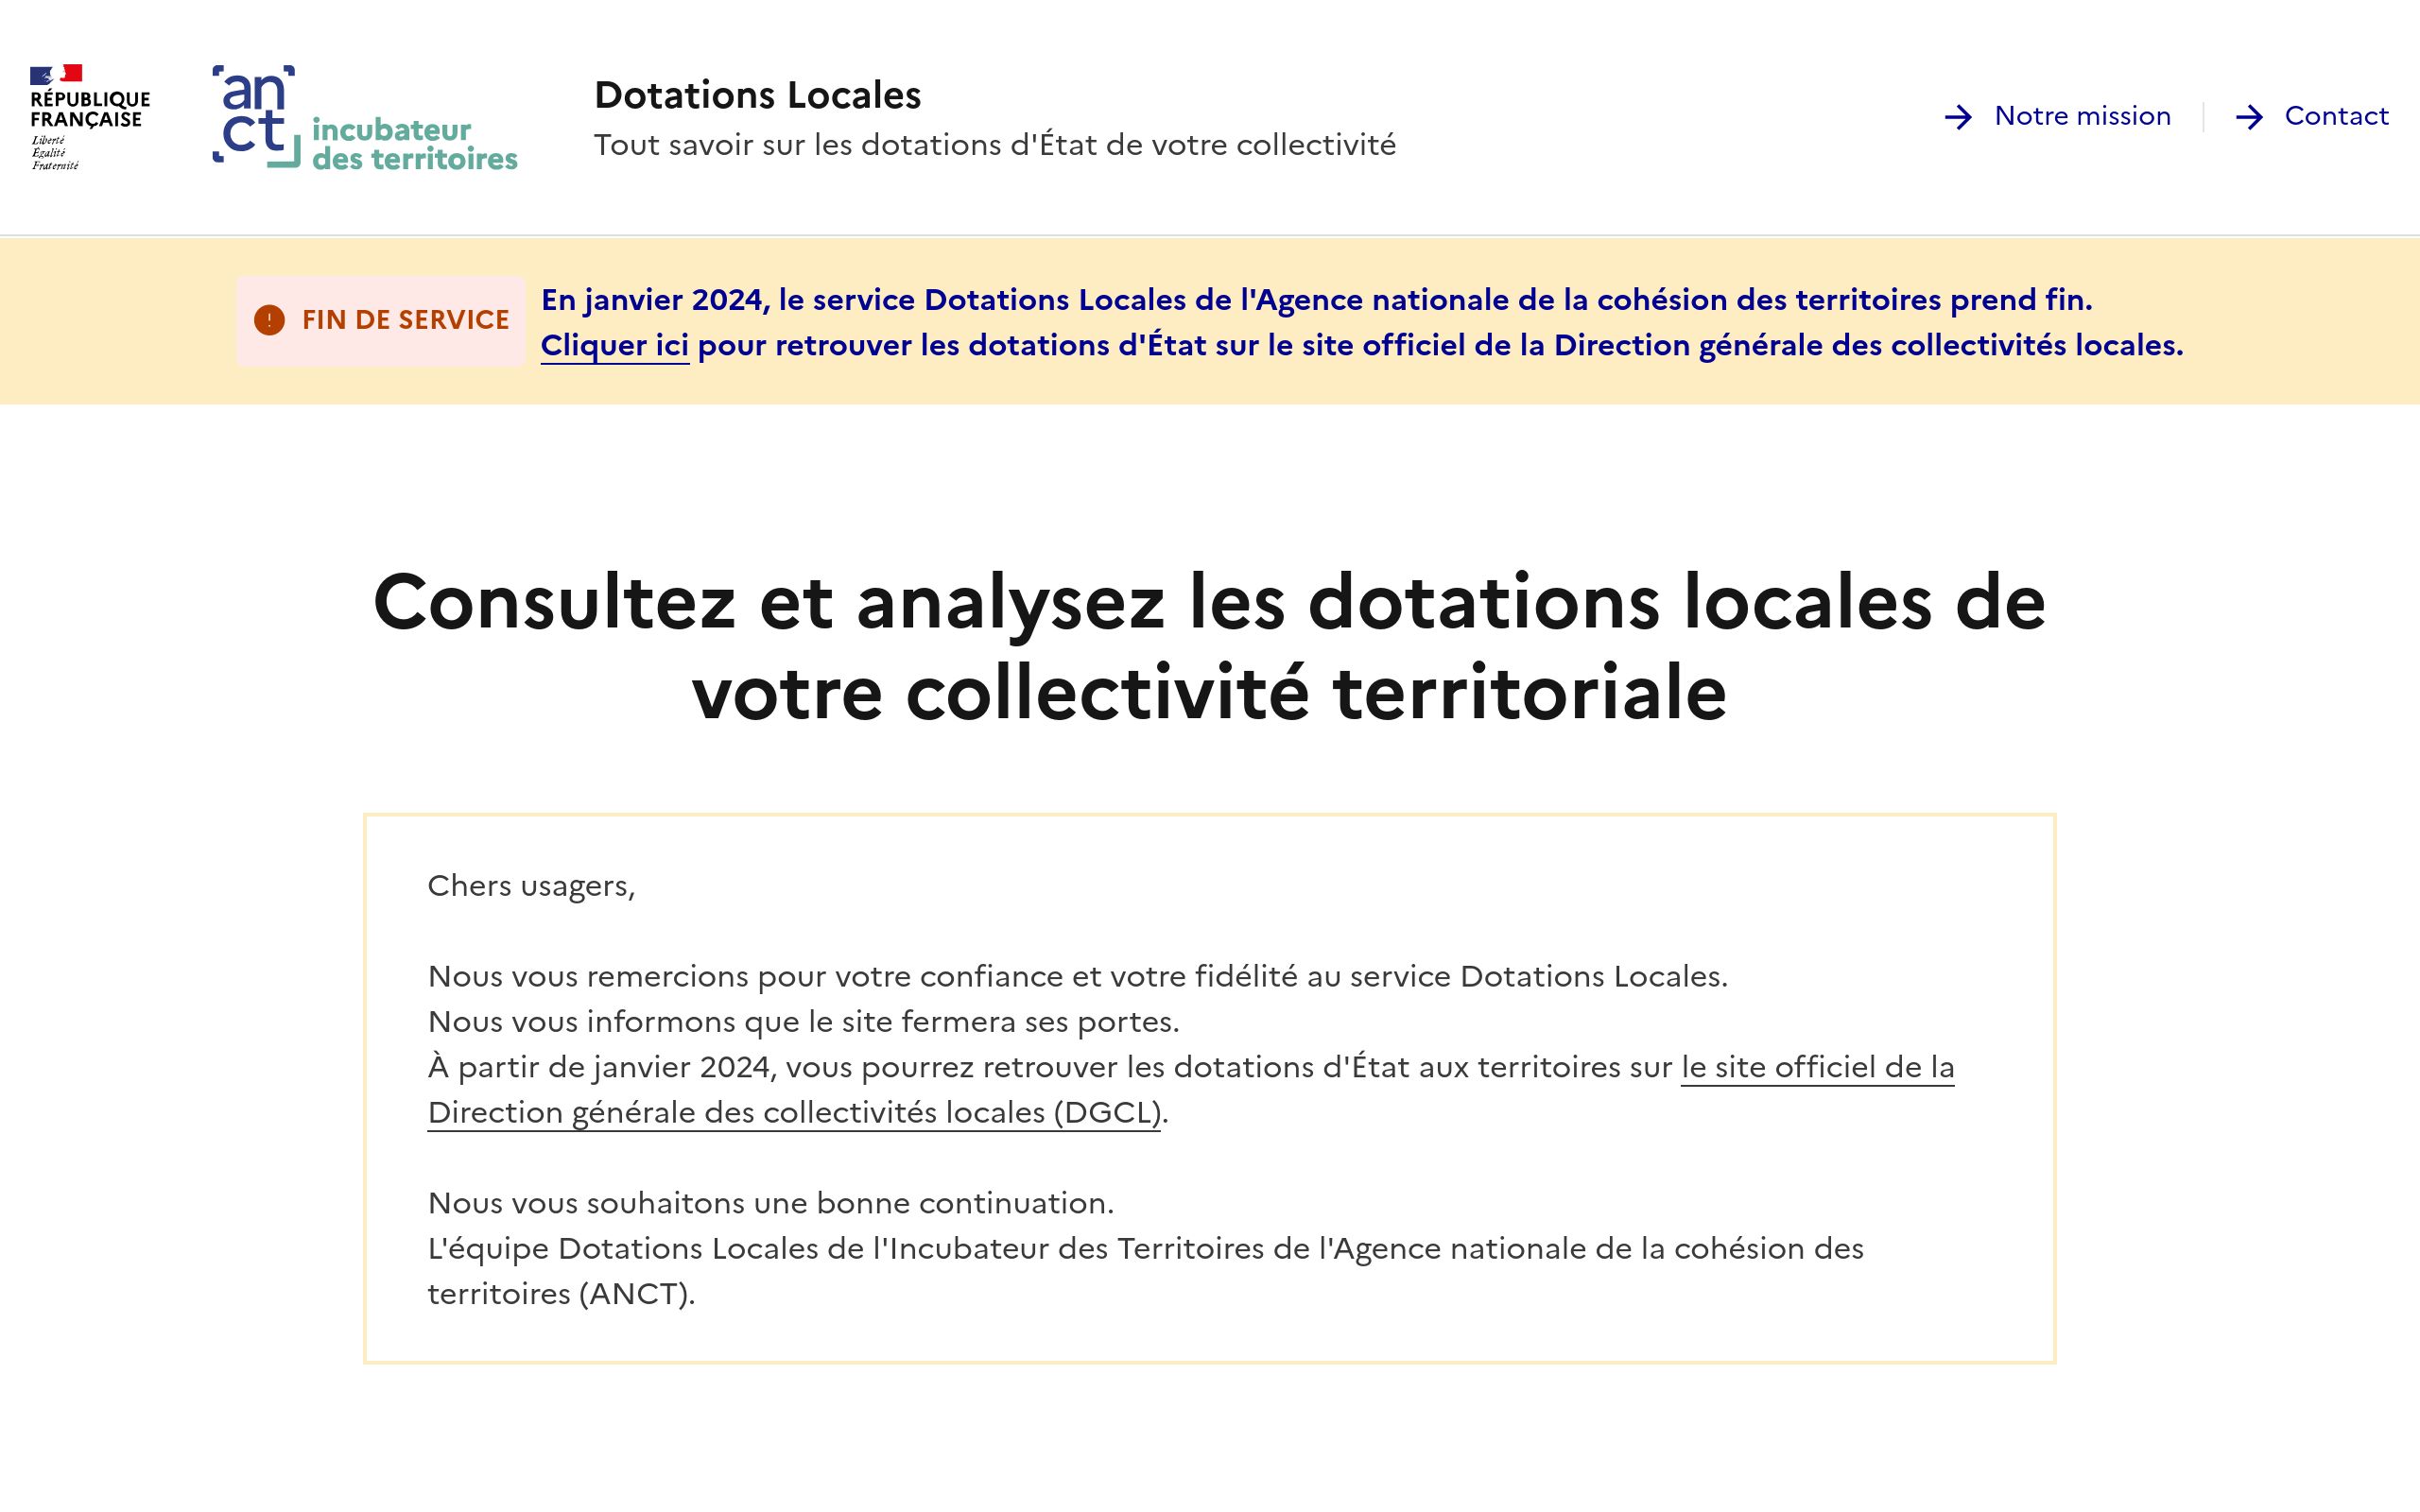 RÉPUBLIQUE
FRANÇAISE
Liberté
Égalité
Fraternité
anct
incubateur
des territoires
Dotations Locales
Tout savoir sur les dotations d'État de votre collectivité
Notre mission
Contact
FIN DE SERVICE
En janvier 2024, le service Dotations Locales de l'Agence nationale de la cohésion des territoires prend fin.
Cliquer ici pour retrouver les dotations d'État sur le site officiel de la Direction générale des collectivités locales.
Consultez et analysez les dotations locales de
votre collectivité territoriale
Chers usagers,
Nous vous remercions pour votre confiance et votre fidélité au service Dotations Locales.
Nous vous informons que le site fermera ses portes.
À partir de janvier 2024, vous pourrez retrouver les dotations d'État aux territoires sur le site officiel de la
Direction générale des collectivités locales (DGCL).
Nous vous souhaitons une bonne continuation.
L'équipe Dotations Locales de l'Incubateur des Territoires de l'Agence nationale de la cohésion des
territoires (ANCT).